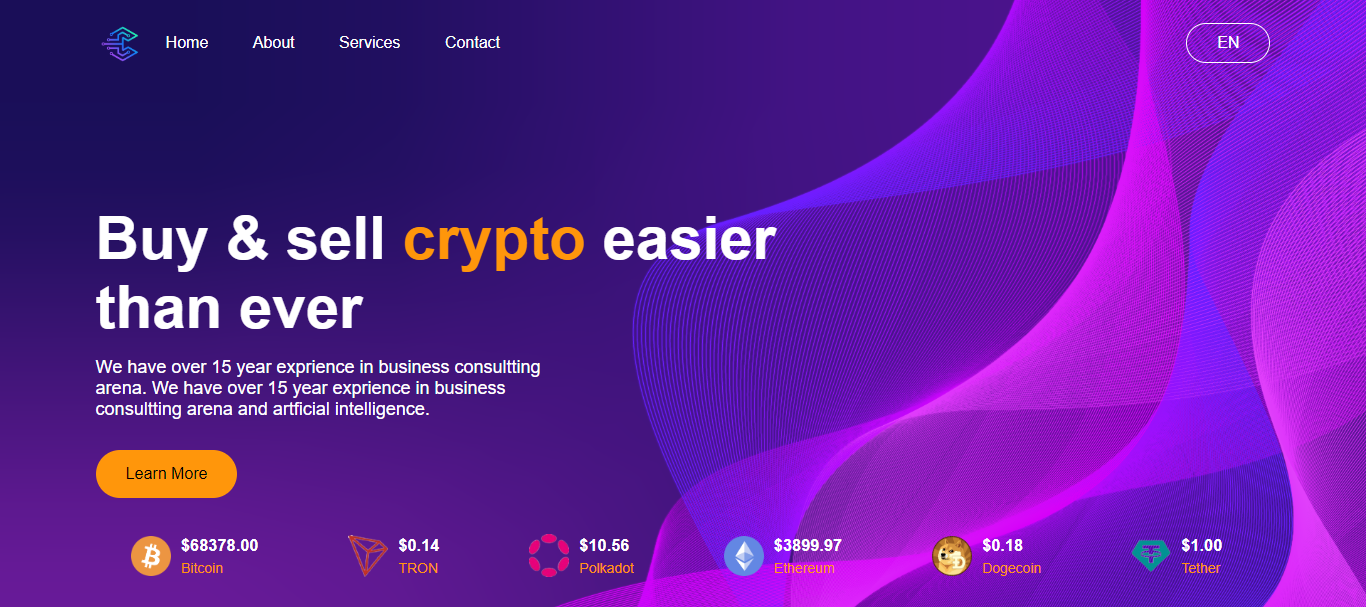 Home About Services Contact EN
Buy & sell crypto easier
than ever
We have over 15 year exprience in business consultting
arena. We have over 15 year exprience in business
consultting arena and artficial intelligence.
Learn More
$68378.00 $0.14 $10.56 $3899.97 $0.18 $1.00
Bitcoin TRON Polkadot Ethereum Dogecoin Tether